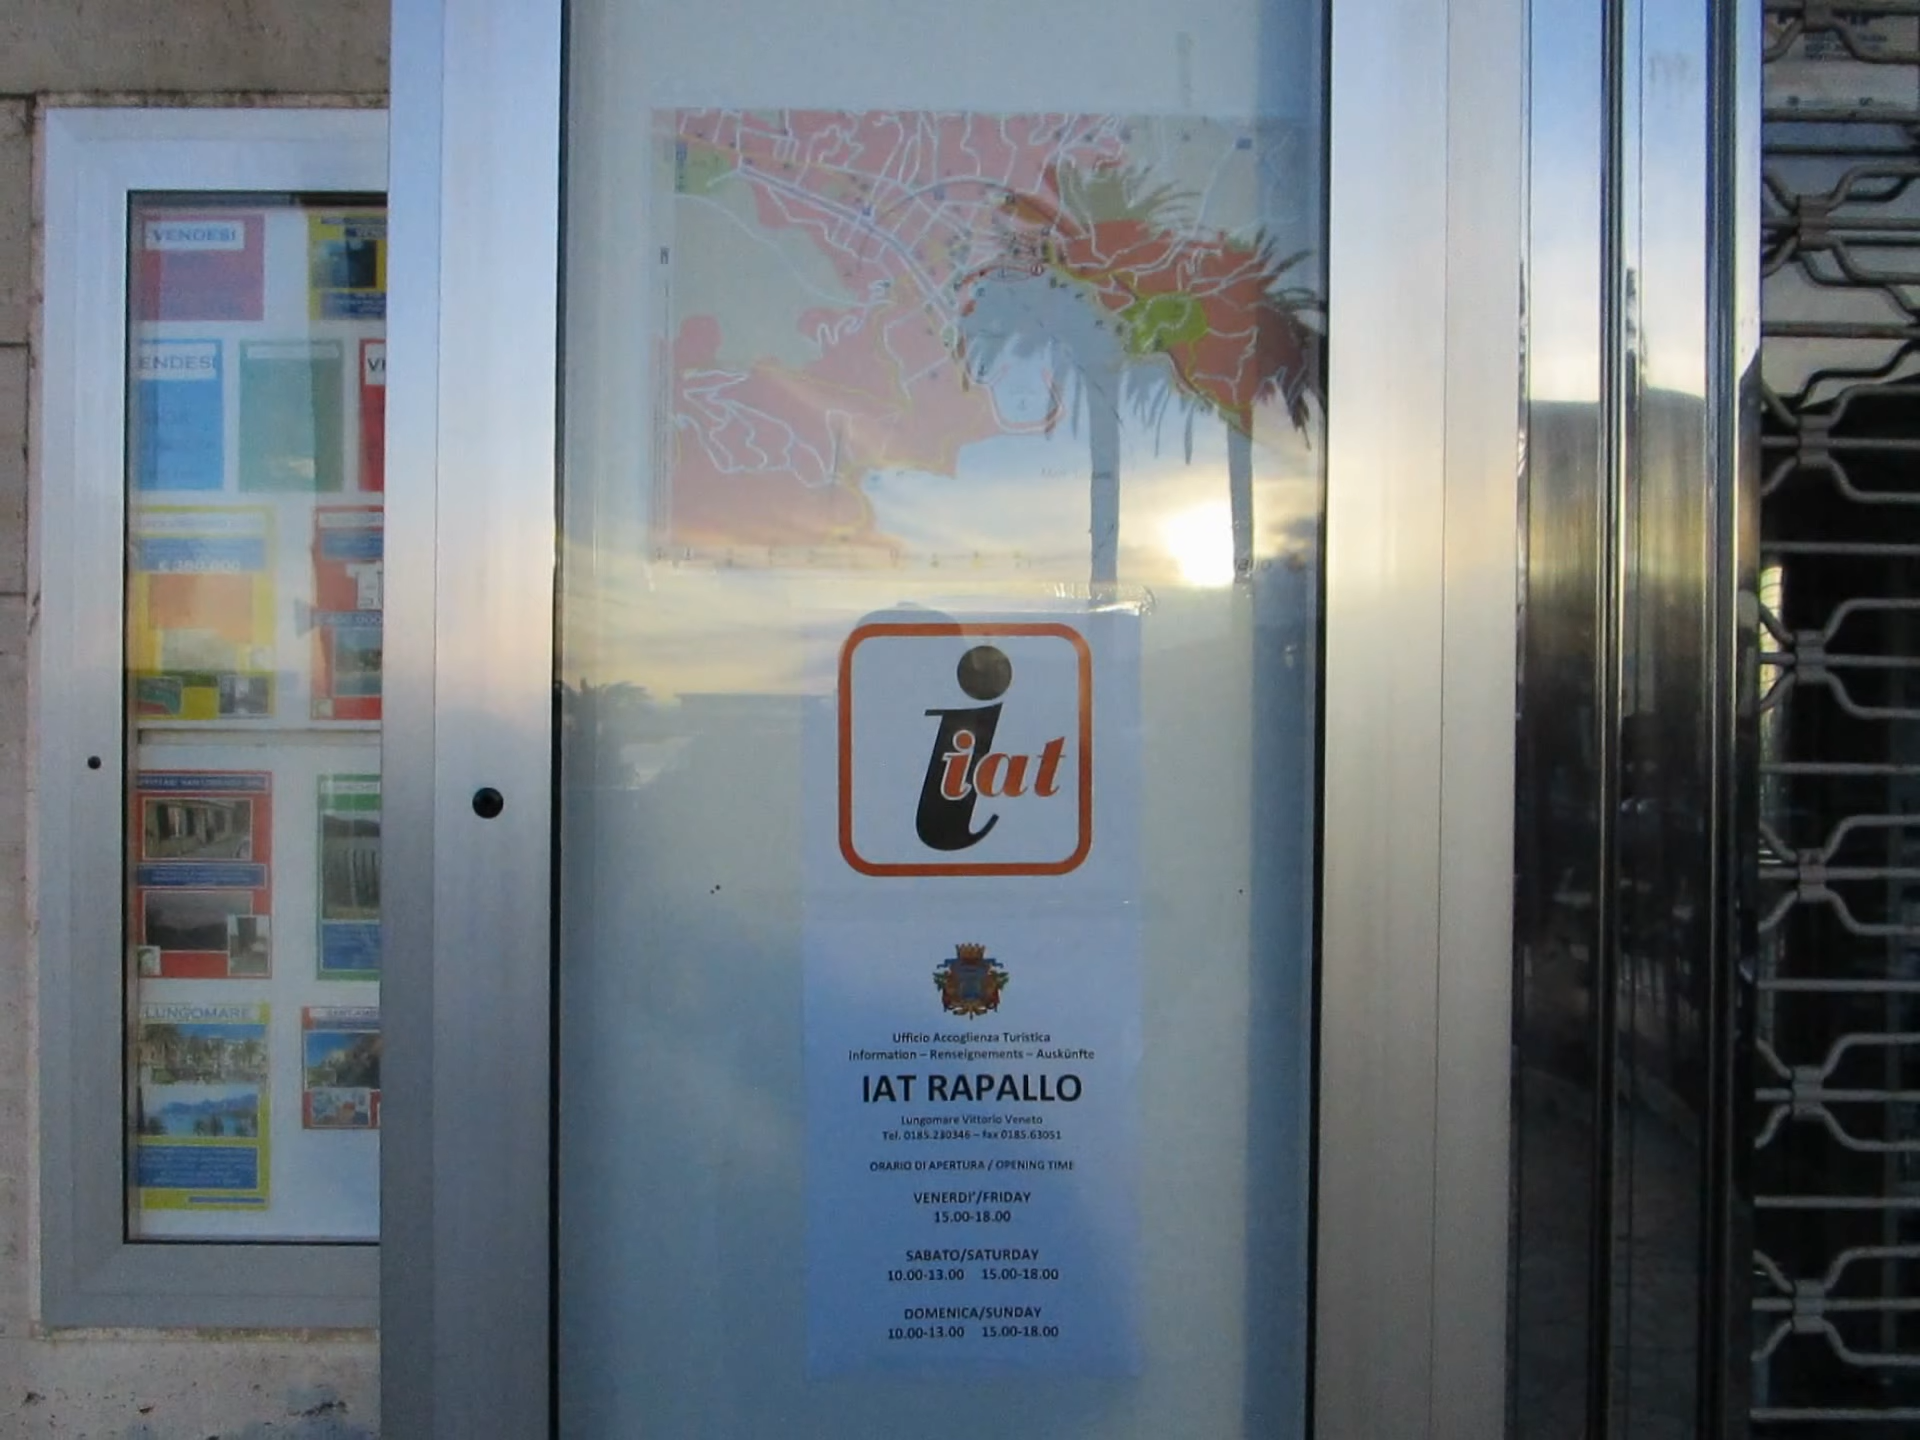 VENDESI
ENDESI
€ 380.000
LUNGOMARE
iat
Ufficio Accoglienza Turistica
Information – Renseignements – Auskünfte
IAT RAPALLO
Lungomare Vittorio Veneto
Tel. 0185.230346 – fax 0185.63051
ORARIO DI APERTURA / OPENING TIME
VENERDI'/FRIDAY
15.00-18.00
SABATO/SATURDAY
10.00-13.00 15.00-18.00
DOMENICA/SUNDAY
10.00-13.00 15.00-18.00